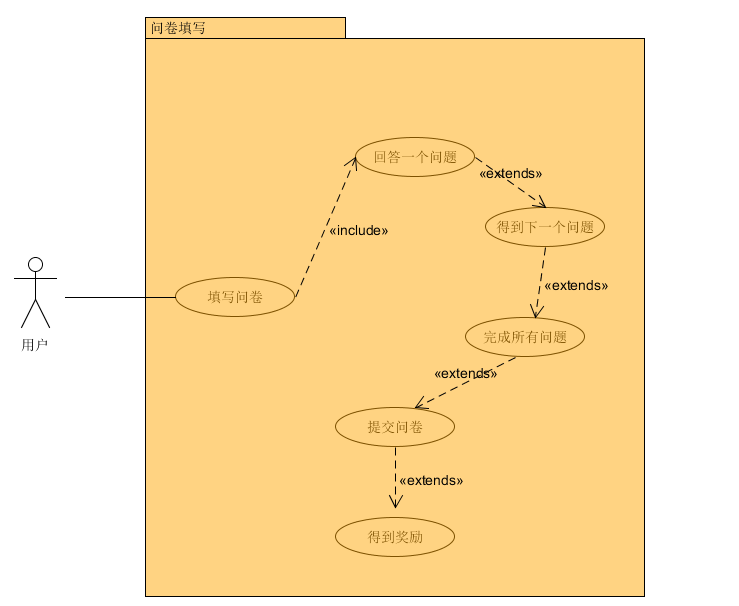 问卷填写
回答一个问题
«extends»
得到下一个问题
«include»
«extends»
填写问卷
用户
完成所有问题
«extends»
提交问卷
«extends»
得到奖励